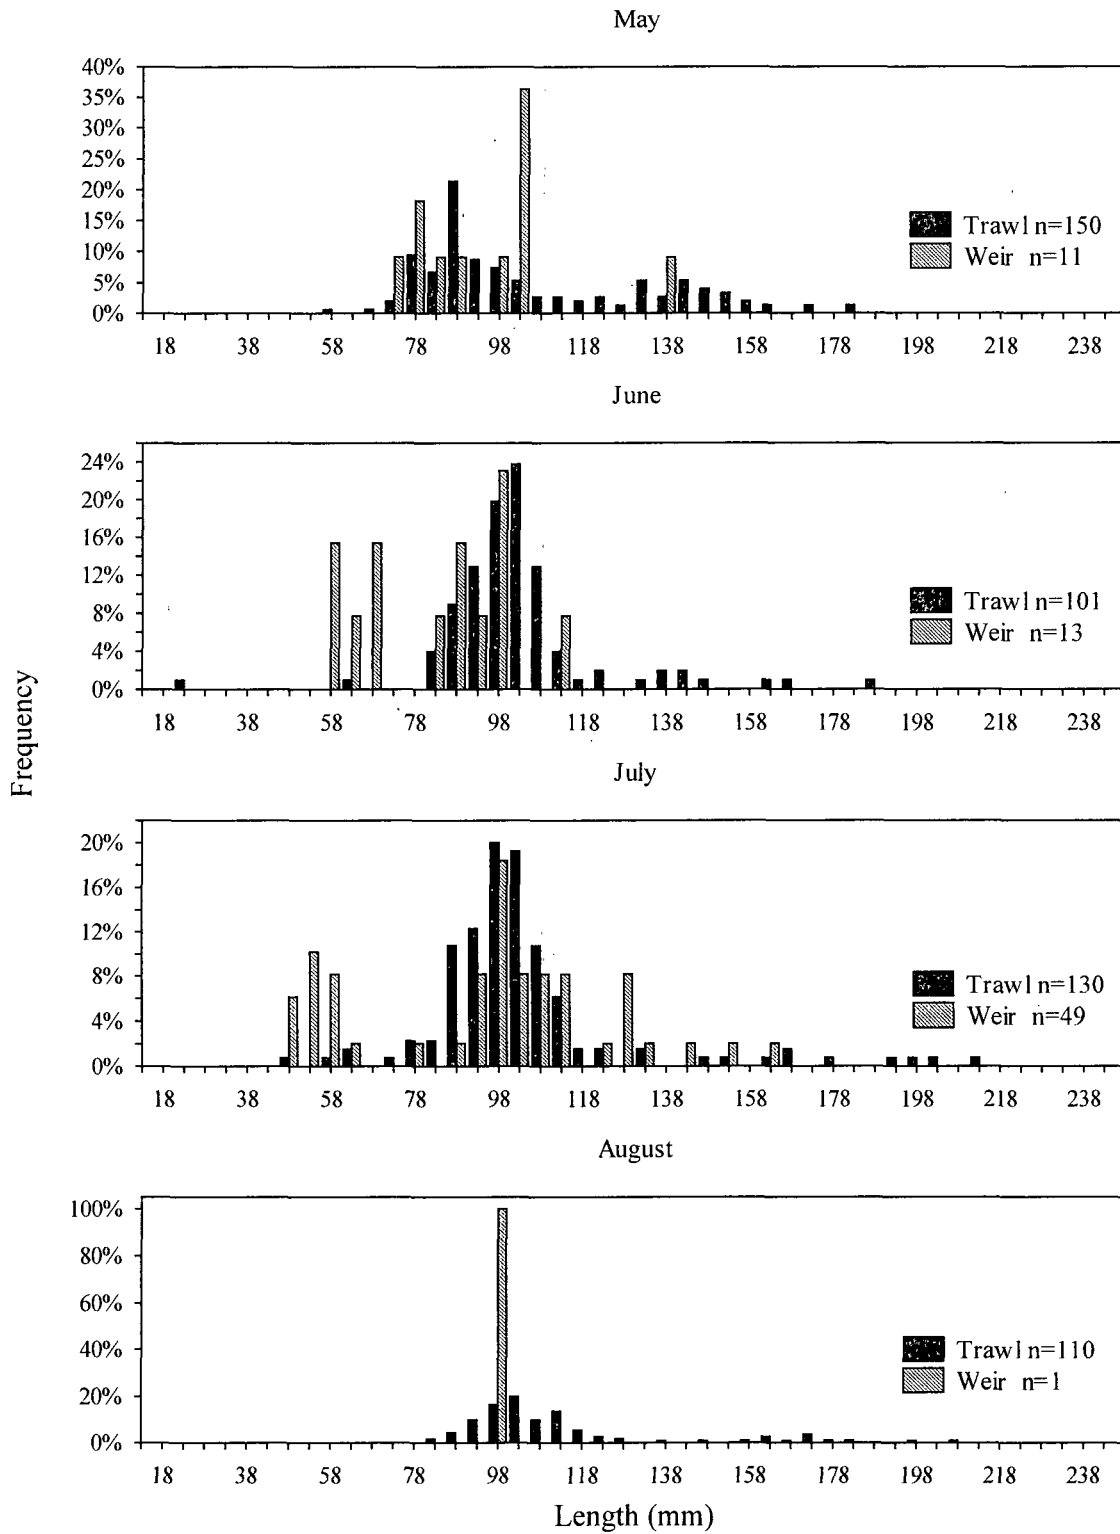 May
40%
35%
30%
25%
20%
15%
10%
5%
0%
Trawl n=150
Weir n=11
18 38 58 78 98 118 138 158 178 198 218 238
June
24%
20%
16%
12%
8%
4%
0%
Trawl n=101
Weir n=13
18 38 58 78 98 118 138 158 178 198 218 238
Frequency
July
20%
16%
12%
8%
4%
0%
Trawl n=130
Weir n=49
18 38 58 78 98 118 138 158 178 198 218 238
August
100%
80%
60%
40%
20%
0%
Trawl n=110
Weir n=1
18 38 58 78 98 118 138 158 178 198 218 238
Length (mm)